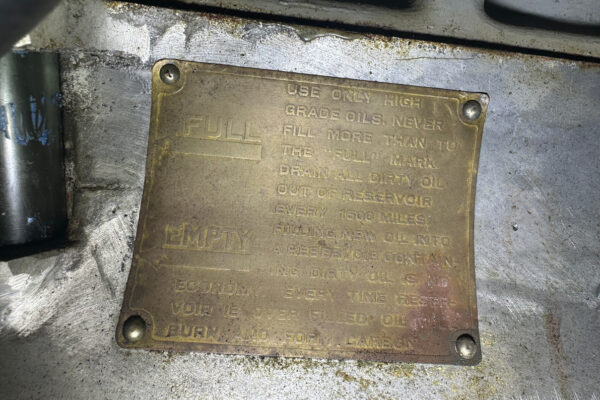 USE ONLY HIGH
GRADE OILS. NEVER
FULL
FILL MORE THAN TO
THE "FULL" MARK.
DRAIN ALL DIRTY OIL
OUT OF RESERVOIR
EVERY 1500 MILES;
EMPTY
FILLING NEW OIL INTO
A RESERVOIR CONTAIN-
ING DIRTY OIL IS NO
ECONOMY. EVERY TIME RESER-
VOIR IS OVER FILLED, OIL
BURNS AND FORMS CARBON